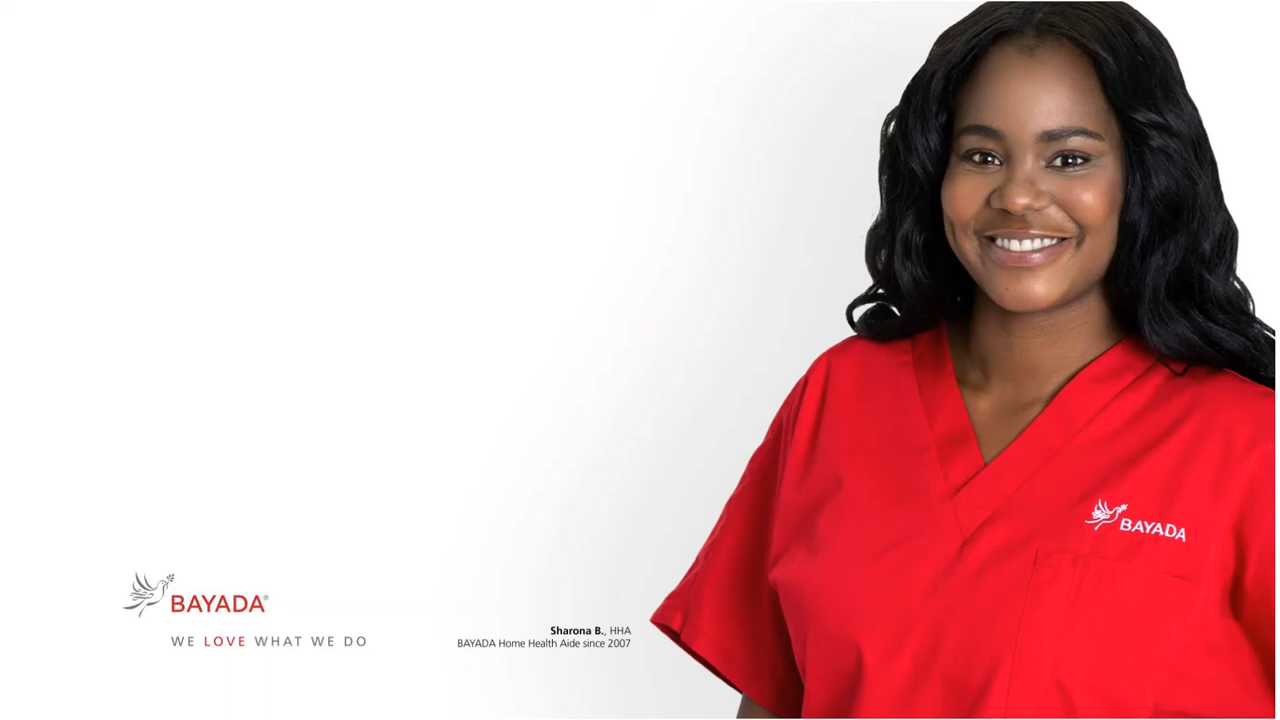 BAYADA
BAYADA®
WE LOVE WHAT WE DO
Sharona B., HHA
BAYADA Home Health Aide since 2007